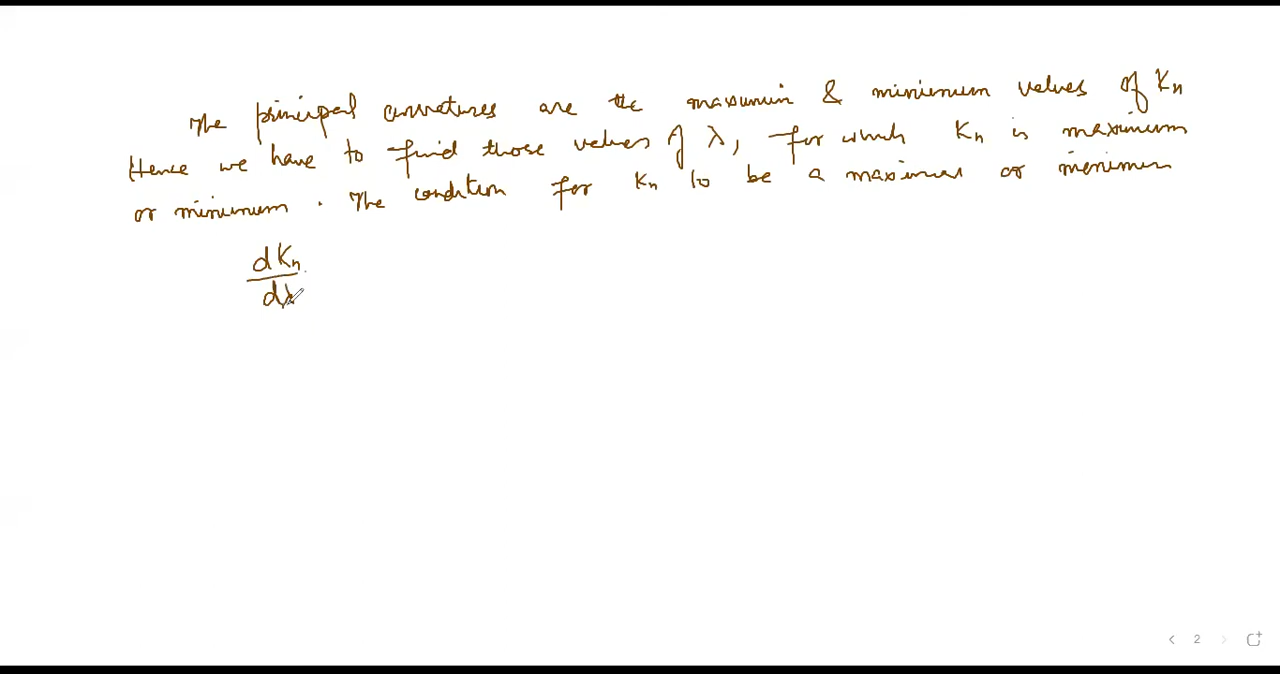 The principal curvatures are the maximum & minimum values of Kn
Hence we have to find those values of λ, for which Kn is maximum
or minimum. The condition for Kn to be a maximum or minimum
dKn
dλ
2